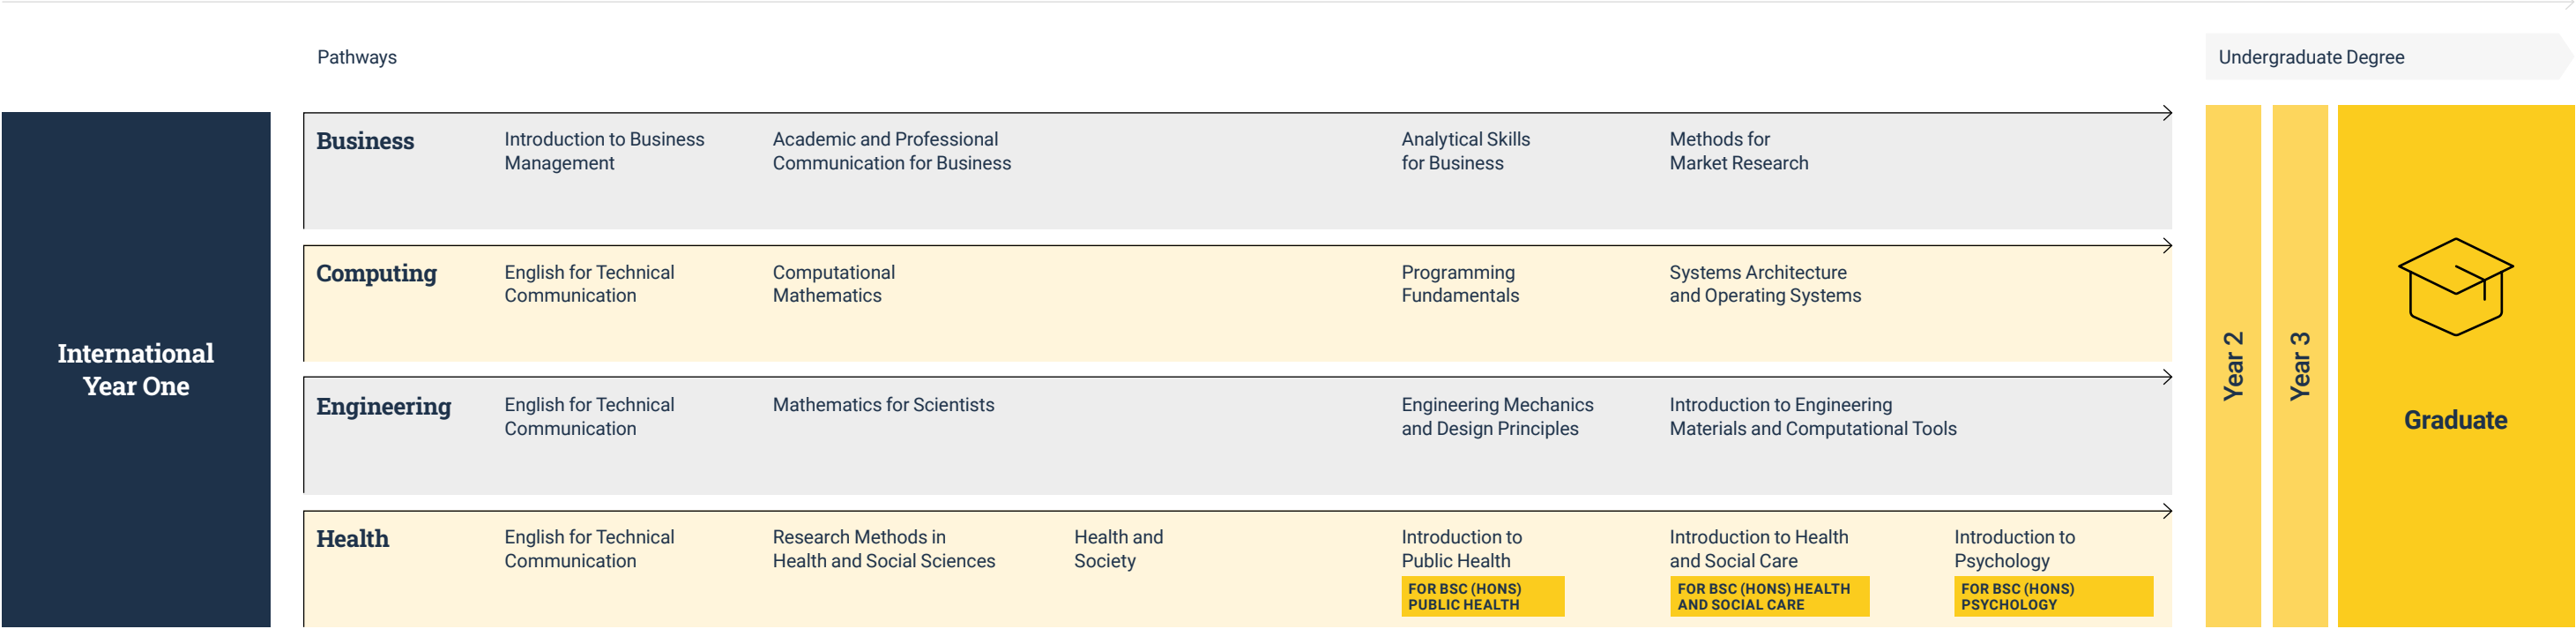 Pathways
Undergraduate Degree
International
Year One
Business
Introduction to Business
Management
Academic and Professional
Communication for Business
Analytical Skills
for Business
Methods for
Market Research
Computing
English for Technical
Communication
Computational
Mathematics
Programming
Fundamentals
Systems Architecture
and Operating Systems
Engineering
English for Technical
Communication
Mathematics for Scientists
Engineering Mechanics
and Design Principles
Introduction to Engineering
Materials and Computational Tools
Health
English for Technical
Communication
Research Methods in
Health and Social Sciences
Health and
Society
Introduction to
Public Health
FOR BSC (HONS)
PUBLIC HEALTH
Introduction to Health
and Social Care
FOR BSC (HONS) HEALTH
AND SOCIAL CARE
Introduction to
Psychology
FOR BSC (HONS)
PSYCHOLOGY
Year 2
Year 3
Graduate